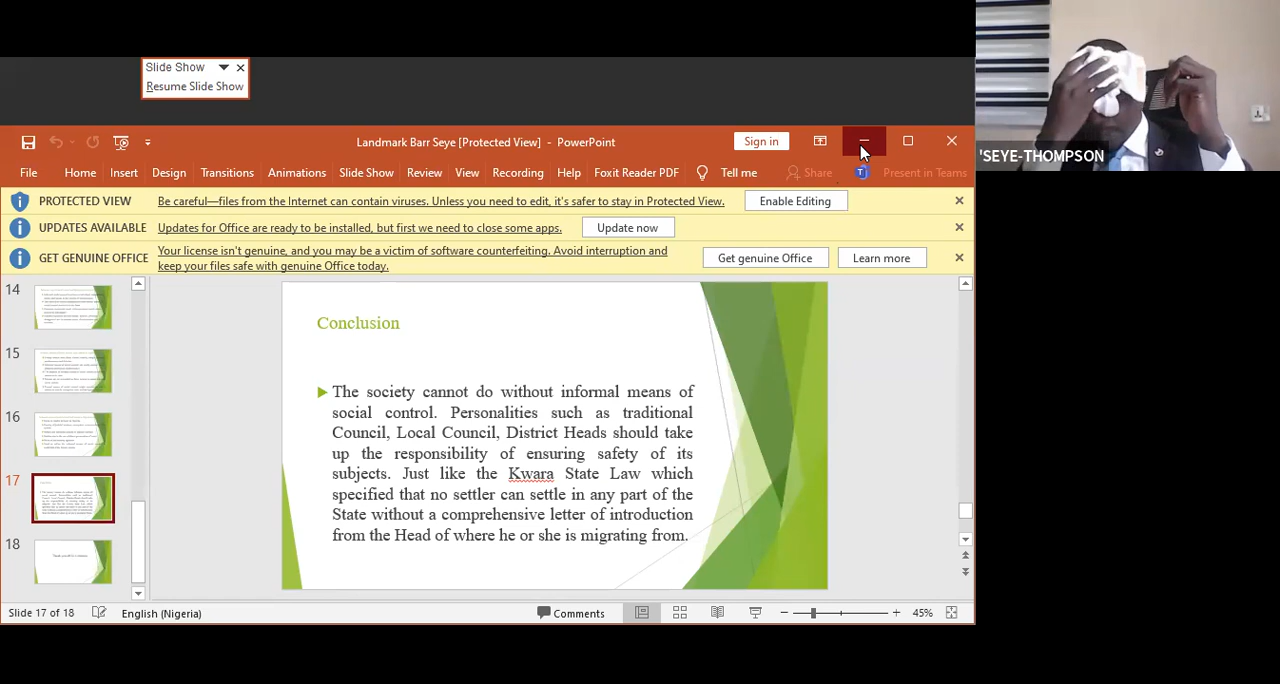 Slide Show
Resume Slide Show
Landmark Barr Seye [Protected View] - PowerPoint
Sign in
File Home Insert Design Transitions Animations Slide Show Review View Recording Help Foxit Reader PDF Tell me Share Present in Teams
PROTECTED VIEW Be careful—files from the Internet can contain viruses. Unless you need to edit, it's safer to stay in Protected View. Enable Editing
UPDATES AVAILABLE Updates for Office are ready to be installed, but first we need to close some apps. Update now
GET GENUINE OFFICE Your license isn't genuine, and you may be a victim of software counterfeiting. Avoid interruption and
keep your files safe with genuine Office today. Get genuine Office Learn more
14
15
16
17
18
Conclusion
The society cannot do without informal means of
social control. Personalities such as traditional
Council, Local Council, District Heads should take
up the responsibility of ensuring safety of its
subjects. Just like the Kwara State Law which
specified that no settler can settle in any part of the
State without a comprehensive letter of introduction
from the Head of where he or she is migrating from.
Slide 17 of 18 English (Nigeria) Comments 45%
'SEYE-THOMPSON